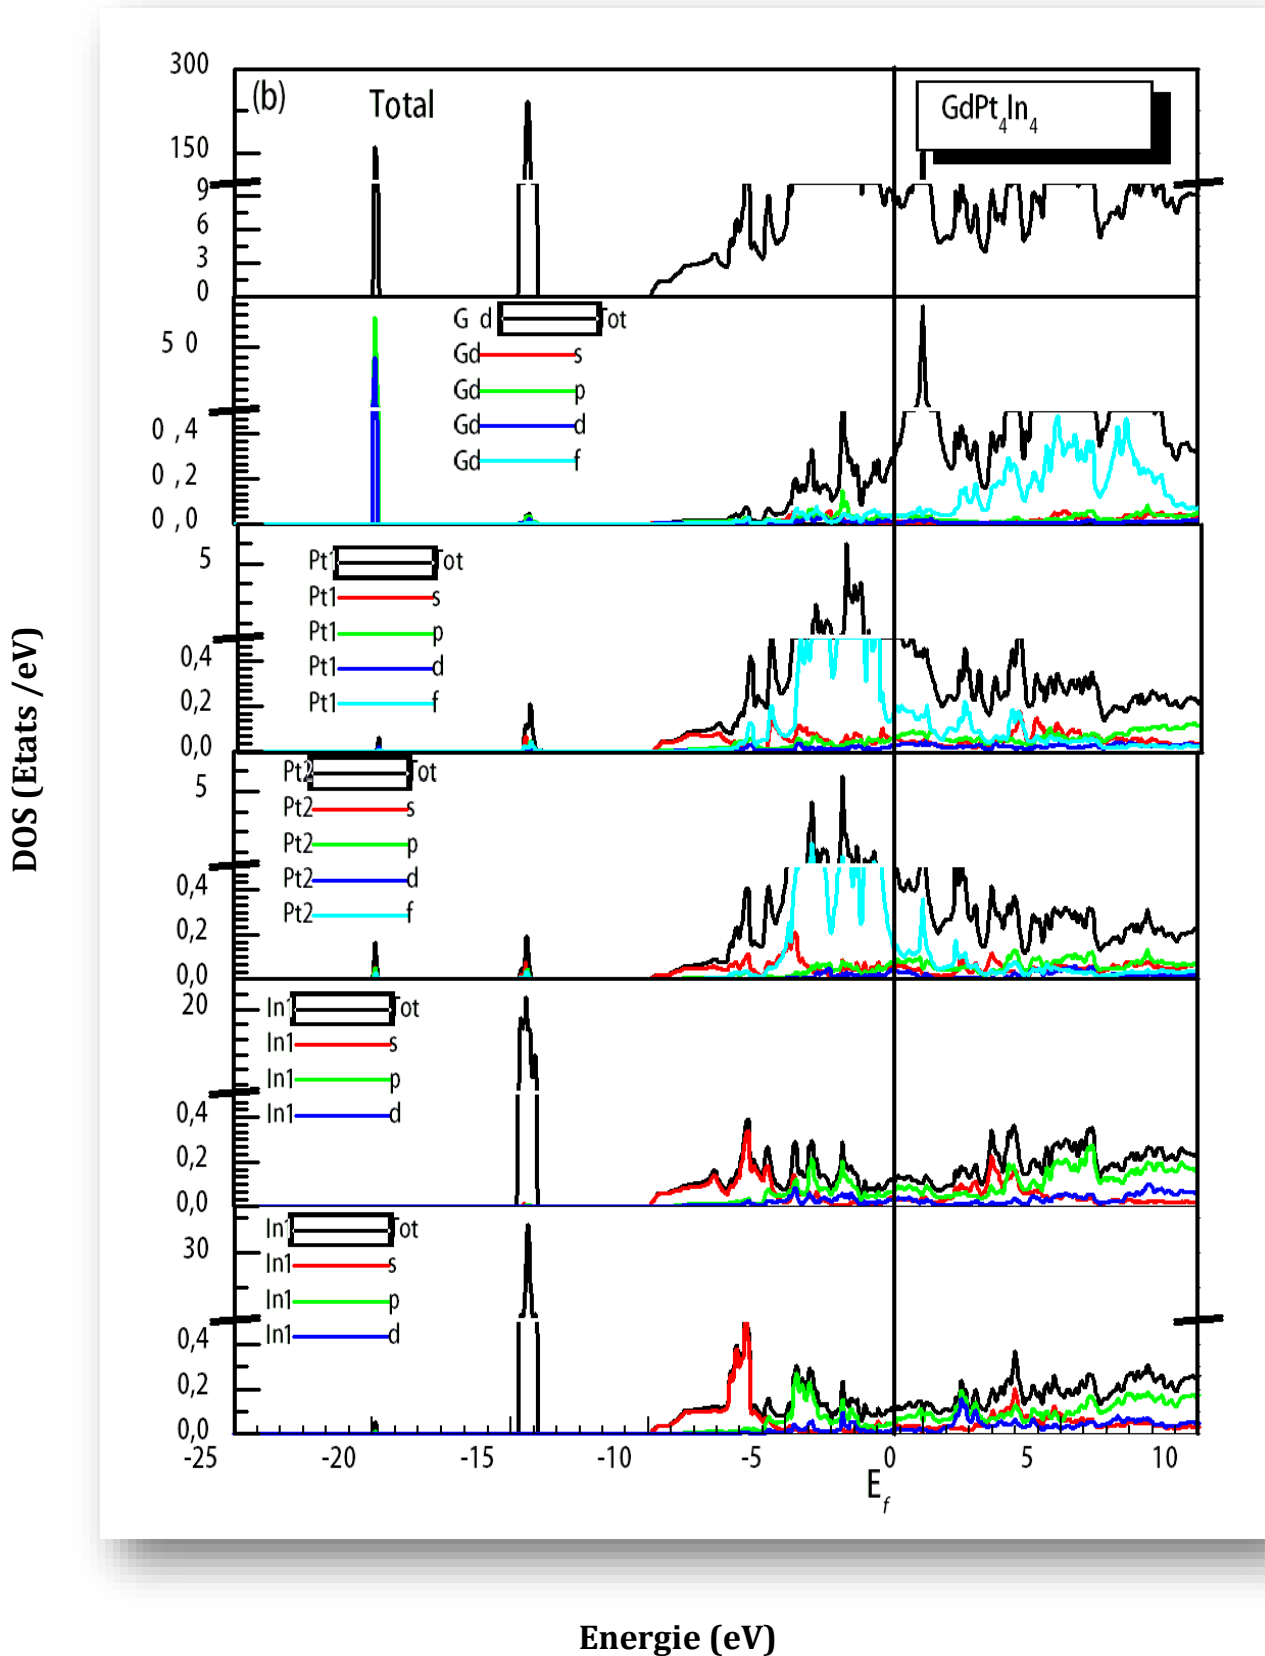 (b) Total GdPt4In4
300
150
9
6
3
0
G d Tot
Gd s
Gd p
Gd d
Gd f
5 0
0 ,4
0 ,2
0 ,0
Pt1 Tot
Pt1 s
Pt1 p
Pt1 d
Pt1 f
5
0,4
0,2
0,0
Pt2 Tot
Pt2 s
Pt2 p
Pt2 d
Pt2 f
5
0,4
0,2
0,0
In1 Tot
In1 s
In1 p
In1 d
20
0,4
0,2
0,0
In1 Tot
In1 s
In1 p
In1 d
30
0,4
0,2
0,0
-25 -20 -15 -10 -5 0 5 10
Ef
DOS (Etats /eV)
Energie (eV)